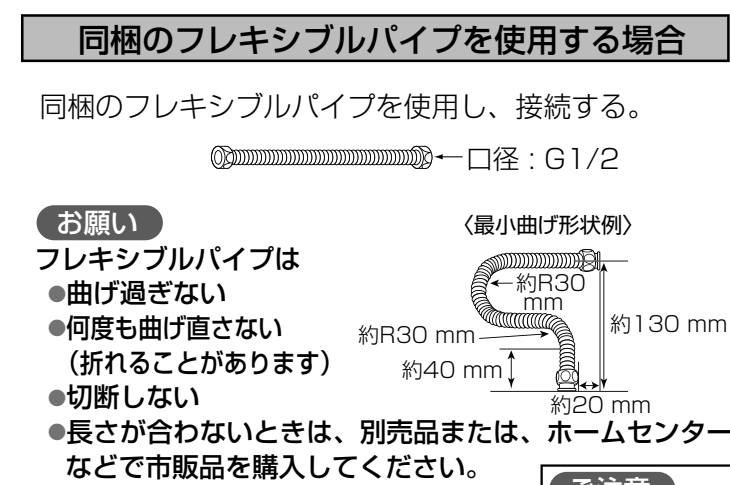 同梱のフレキシブルパイプを使用する場合
同梱のフレキシブルパイプを使用し、接続する。
口径：G1/2
お願い
フレキシブルパイプは
●曲げ過ぎない
●何度も曲げ直さない
（折れることがあります）
●切断しない
●長さが合わないときは、別売品または、ホームセンター
などで市販品を購入してください。
〈最小曲げ形状例〉
約R30
mm
約R30 mm
約130 mm
約40 mm
約20 mm
ご注意